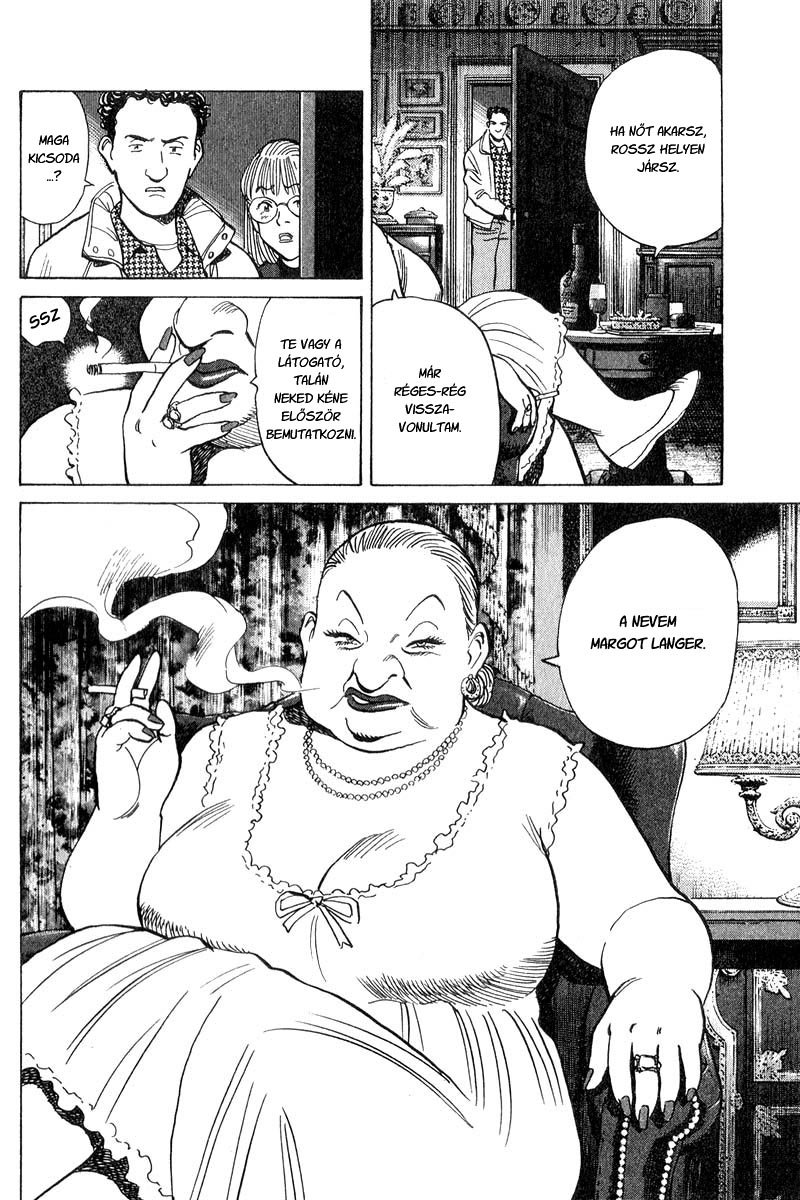 HA NŐT AKARSZ,
ROSSZ HELYEN
JÁRSZ.
MÁR
RÉGES-RÉG
VISSZA-
VONULTAM.
MAGA
KICSODA
...?
SSZ
TE VAGY A
LÁTOGATÓ,
TALÁN
NEKED KÉNE
ELŐSZÖR
BEMUTATKOZNI.
A NEVEM
MARGOT LANGER.